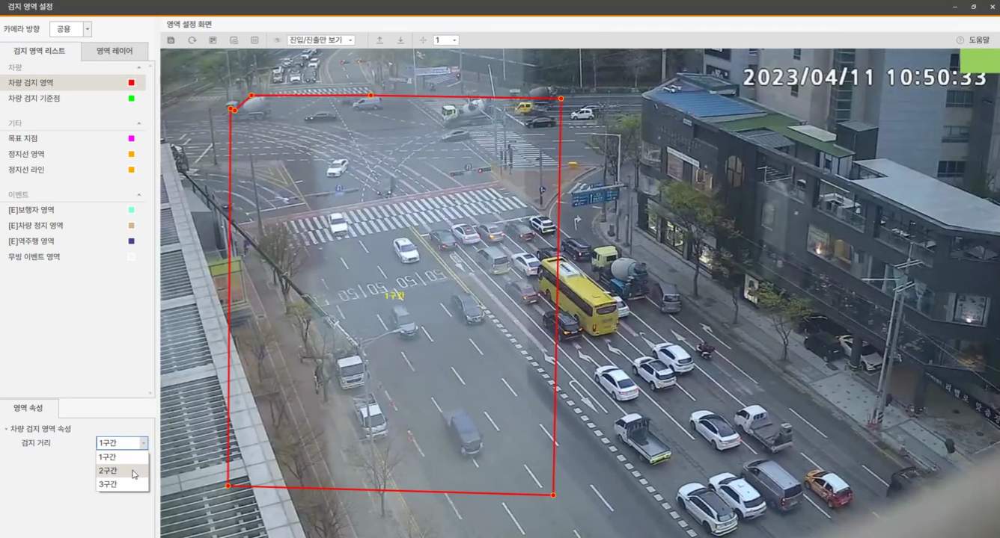 검지 영역 설정
카메라 방향 공용
영역 설정 화면
진입/진출만 보기 1 도움말
검지 영역 리스트 영역 레이어
차량
차량 검지 영역
차량 검지 기준점
기타
목표 지점
정지선 영역
정지선 라인
이벤트
[E]보행자 영역
[E]차량 정지 영역
[E]역주행 영역
무빙 이벤트 영역
2023/04/11 10:50:33
50 50 50 50
1구간
영역 속성
차량 검지 영역 속성
검지 거리 1구간
1구간
2구간
3구간